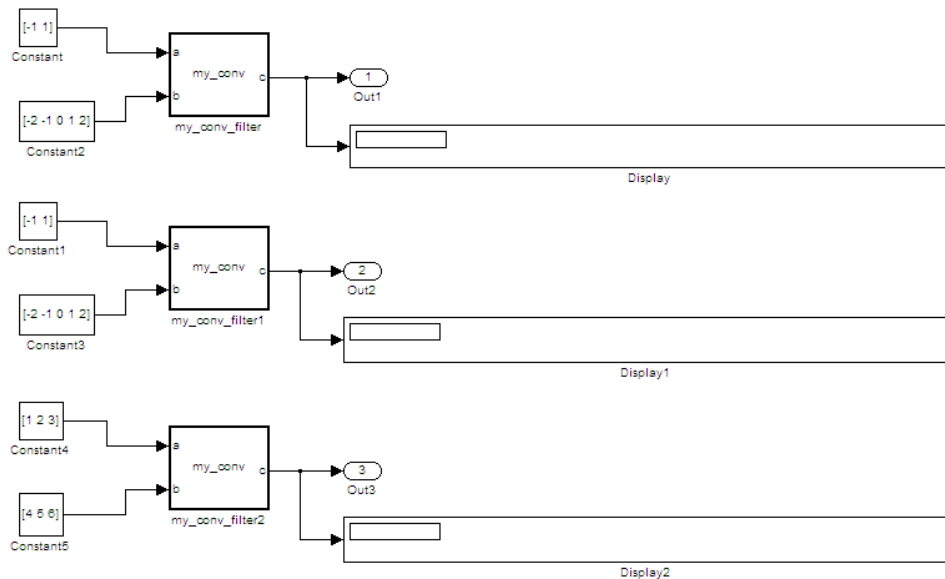 [-1 1]
Constant
[-2 -1 0 1 2]
Constant2
a
my_conv
b
c
my_conv_filter
1
Out1
Display
[-1 1]
Constant1
[-2 -1 0 1 2]
Constant3
a
my_conv
b
c
my_conv_filter1
2
Out2
Display1
[1 2 3]
Constant4
[4 5 6]
Constant5
a
my_conv
b
c
my_conv_filter2
3
Out3
Display2